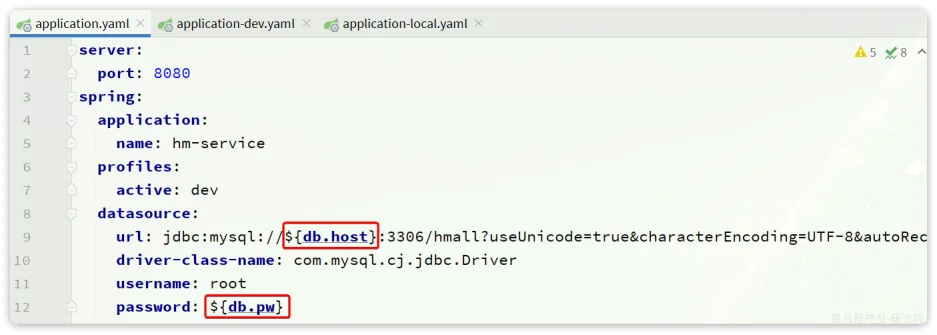 application.yaml application-dev.yaml application-local.yaml
5 8
1 server:
2 port: 8080
3 spring:
4 application:
5 name: hm-service
6 profiles:
7 active: dev
8 datasource:
9 url: jdbc:mysql://${db.host}:3306/hmall?useUnicode=true&characterEncoding=UTF-8&autoRec
10 driver-class-name: com.mysql.cj.jdbc.Driver
11 username: root
12 password: ${db.pw}